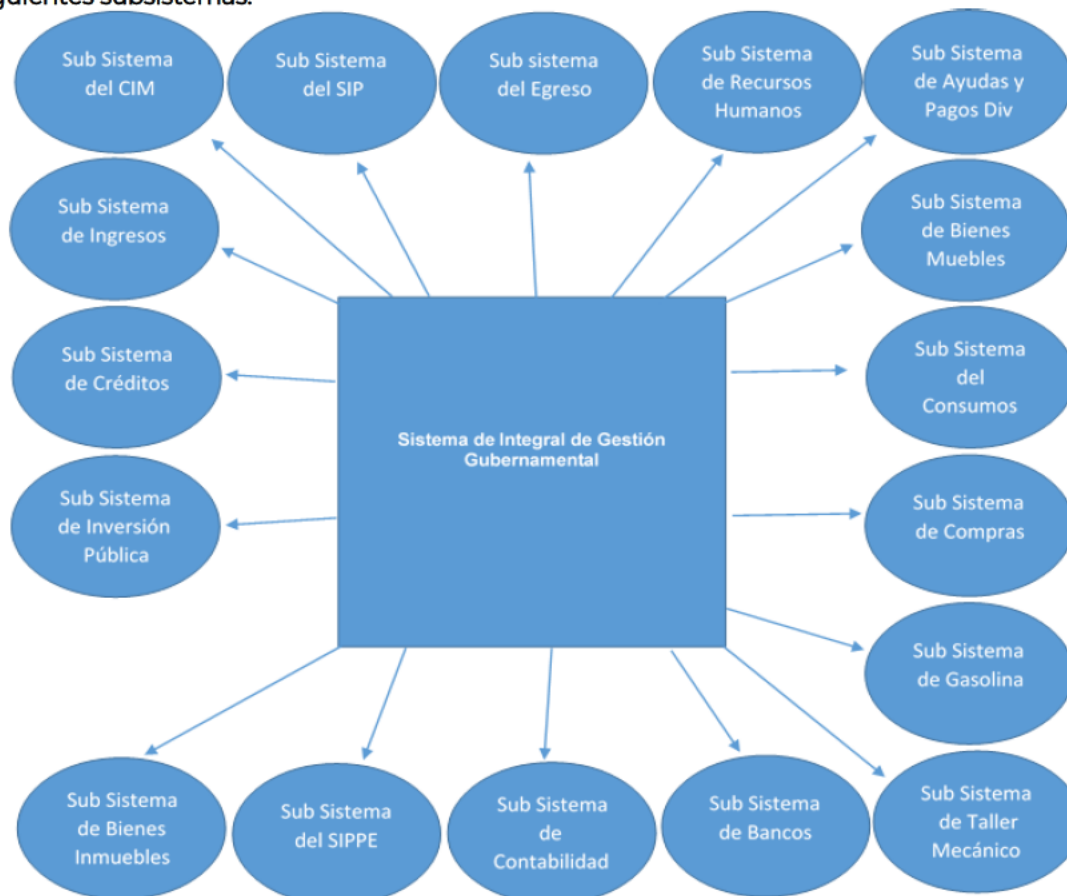 siguientes subsistemas.
Sub Sistema
del CIM
Sub Sistema
del SIP
Sub sistema
del Egreso
Sub Sistema
de Recursos
Humanos
Sub Sistema
de Ayudas y
Pagos Div
Sub Sistema
de Ingresos
Sub Sistema
de Bienes
Muebles
Sub Sistema
de Créditos
Sub Sistema
del
Consumos
Sistema de Integral de Gestión
Gubernamental
Sub Sistema
de Inversión
Pública
Sub Sistema
de Compras
Sub Sistema
de Gasolina
Sub Sistema
de Bienes
Inmuebles
Sub Sistema
del SIPPE
Sub Sistema
de
Contabilidad
Sub Sistema
de Bancos
Sub Sistema
de Taller
Mecánico